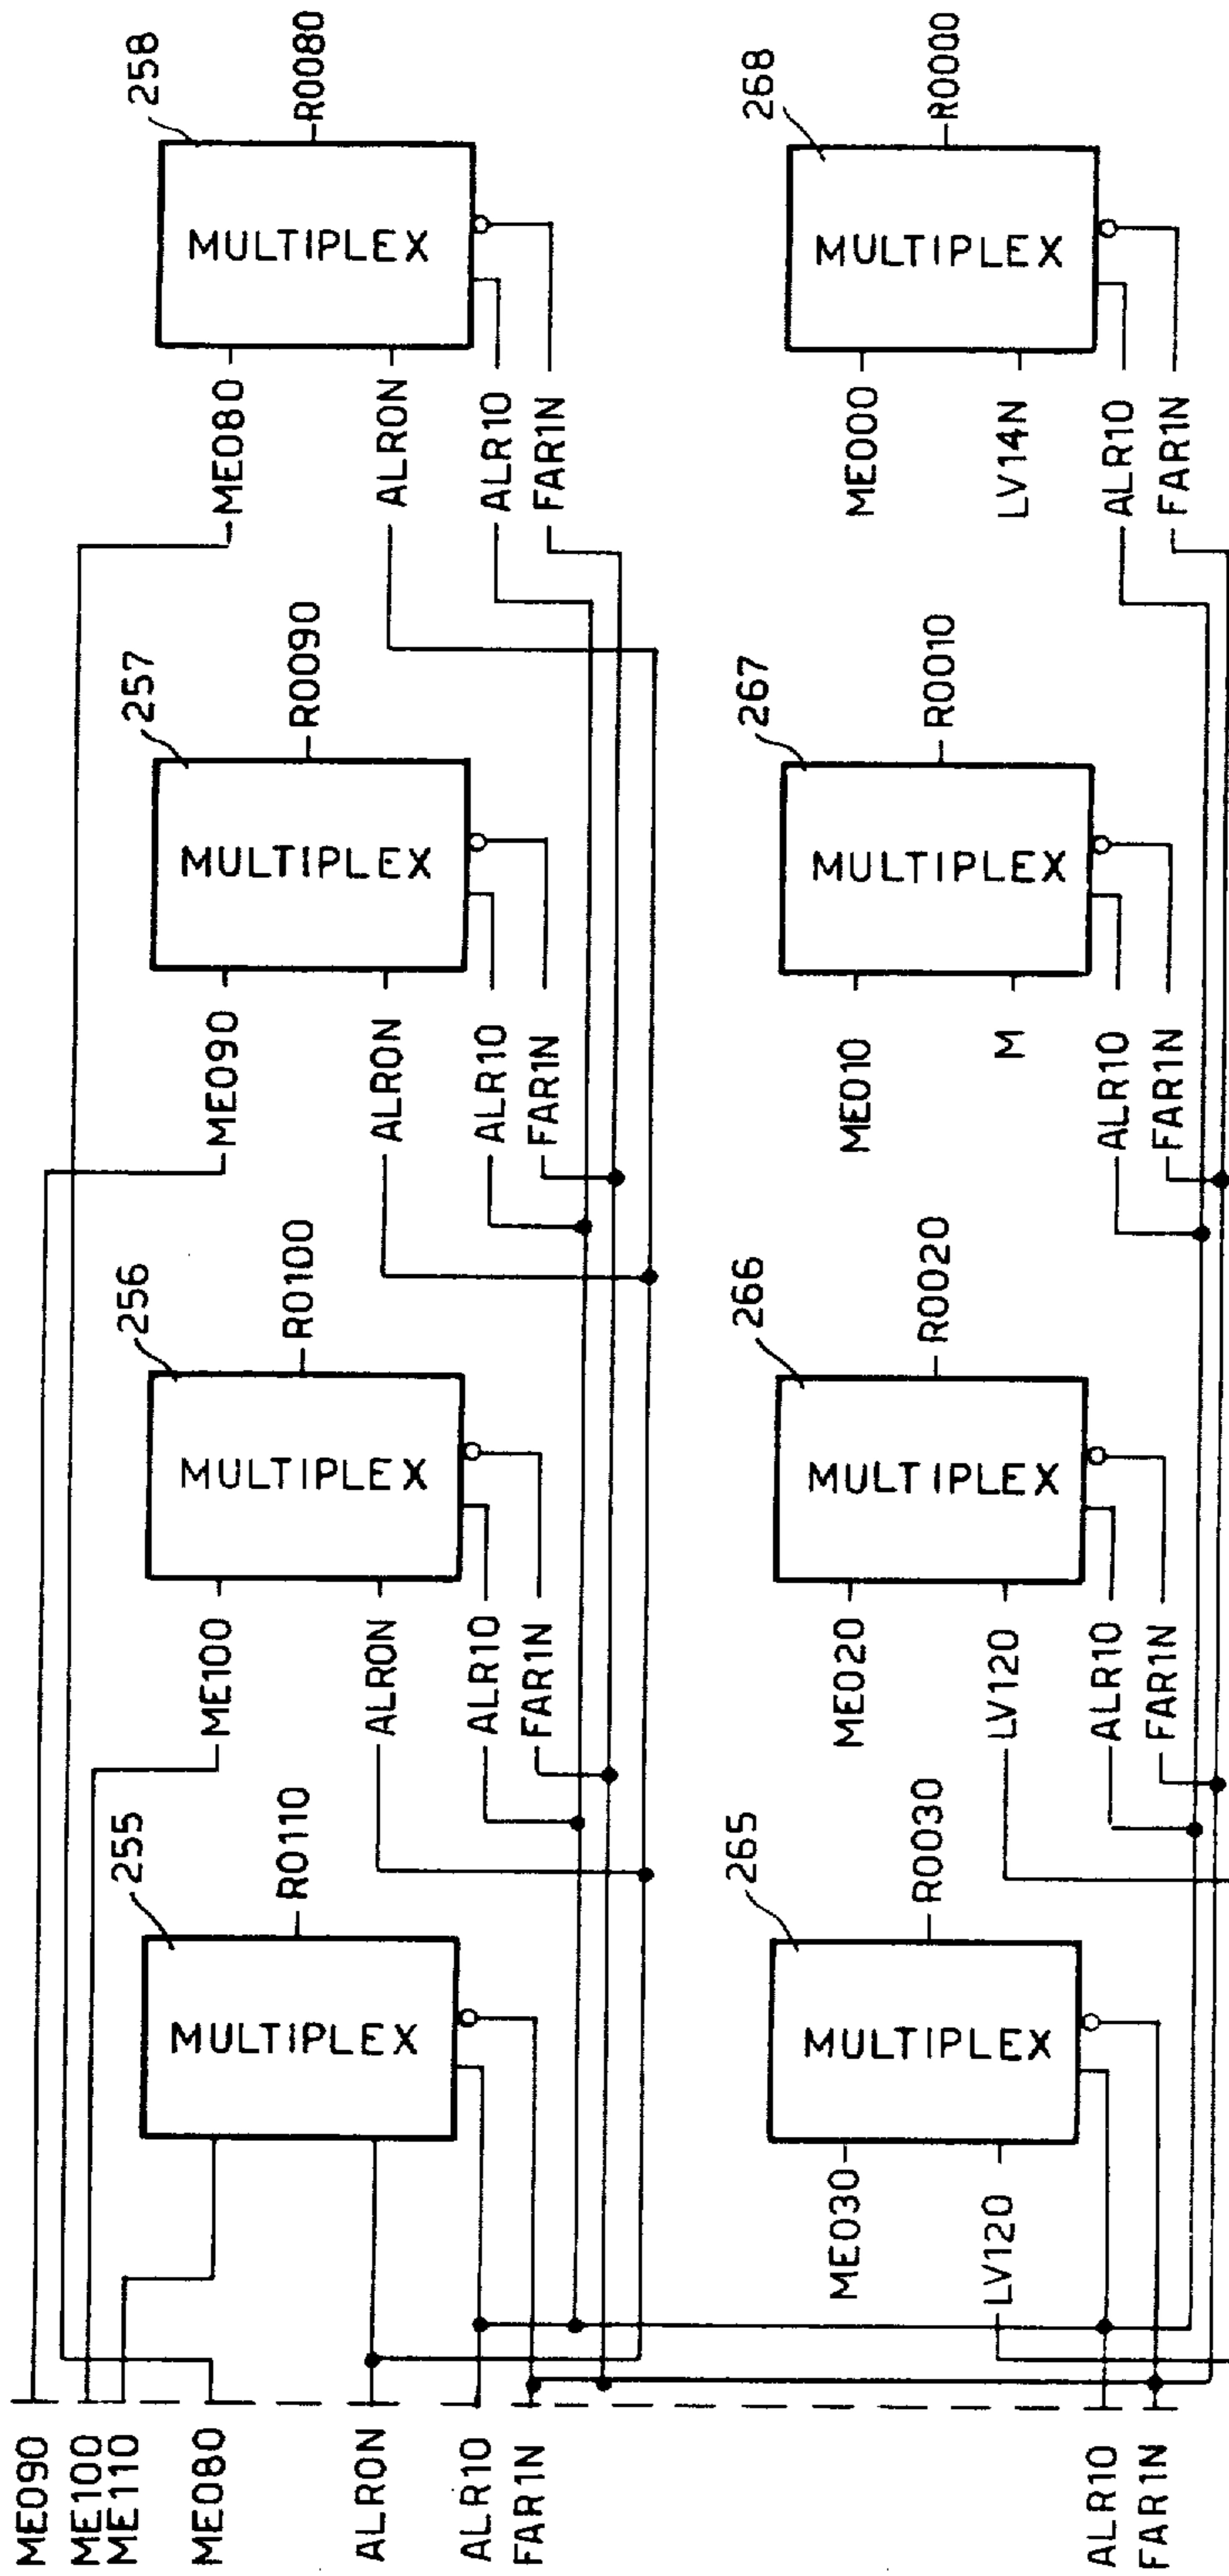 ME090
ME100
ME110
ME080
ALR0N
ALR10
FAR1N
255
MULTIPLEX
R0110
ME100
ALR0N
ALR10
FAR1N
256
MULTIPLEX
R0100
ME090
ALR0N
ALR10
FAR1N
257
MULTIPLEX
R0090
ME080
ALR0N
ALR10
FAR1N
258
MULTIPLEX
R0080
ALR10
FAR1N
ME030
LV120
265
MULTIPLEX
R0030
ME020
LV120
ALR10
FAR1N
266
MULTIPLEX
R0020
ME010
M
ALR10
FAR1N
267
MULTIPLEX
R0010
ME000
LV14N
ALR10
FAR1N
268
MULTIPLEX
R0000